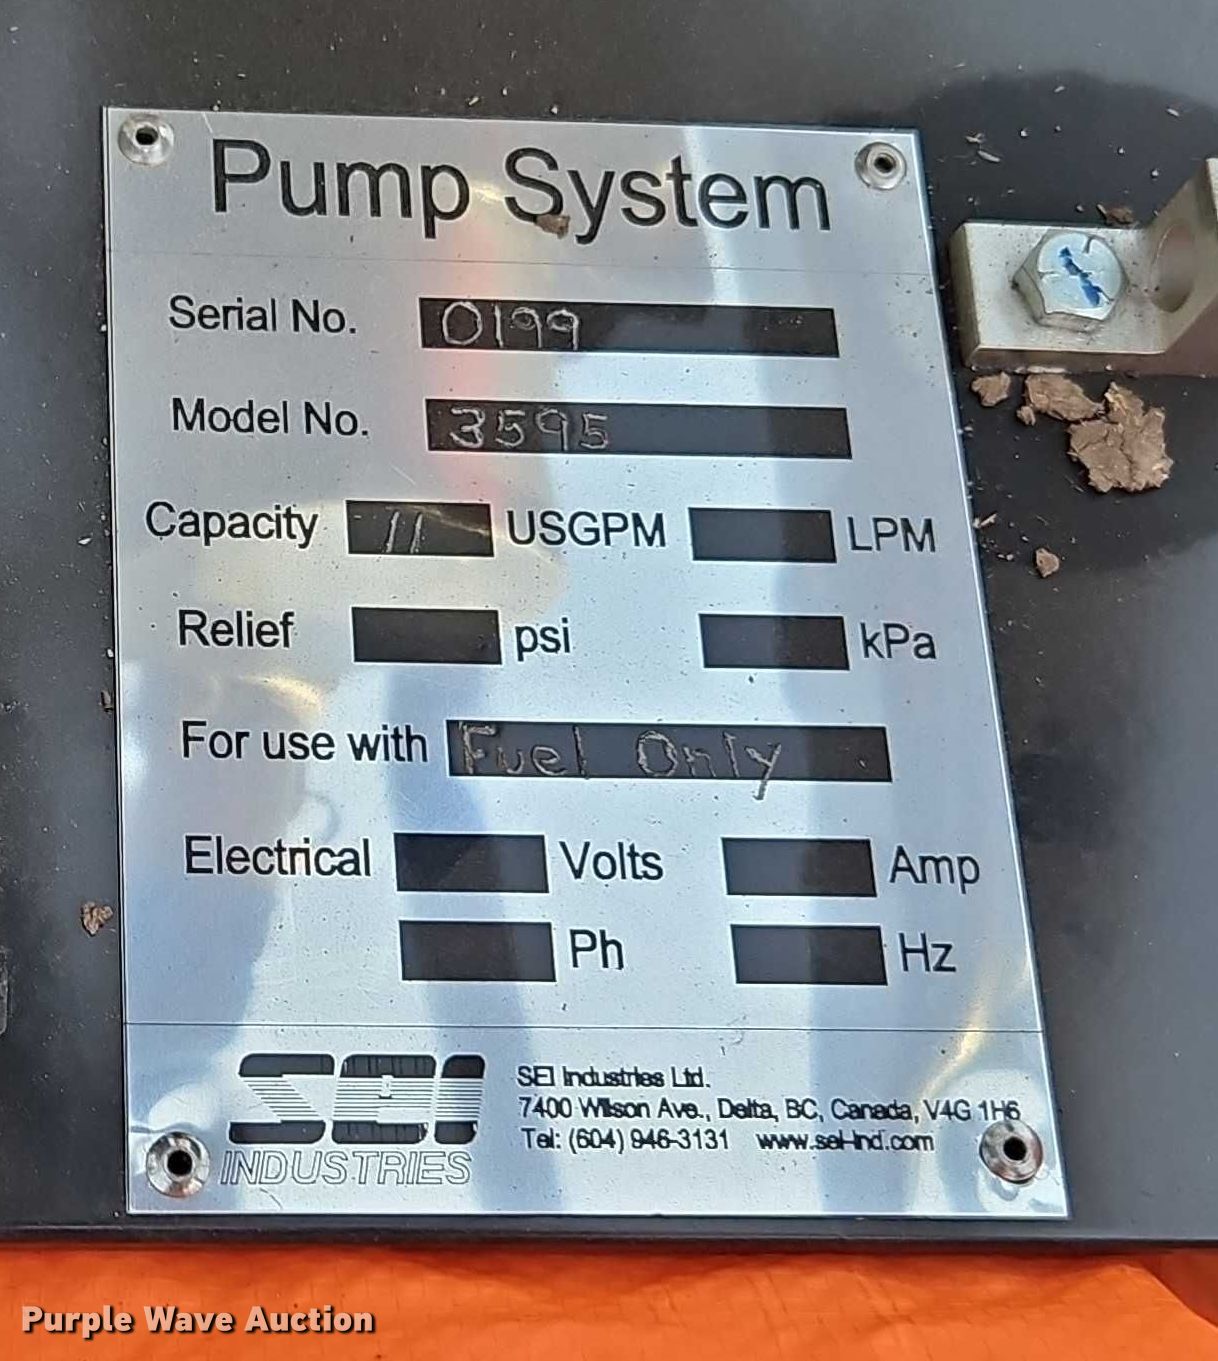 Pump System
Serial No. 0199
Model No. 3595
Capacity 11 USGPM LPM
Relief psi kPa
For use with Fuel Only
Electrical Volts Amp
Ph Hz
SEI INDUSTRIES
SEI Industries Ltd.
7400 Wilson Ave., Delta, BC, Canada, V4G 1H6
Tel: (604) 946-3131 www.sei-ind.com
Purple Wave Auction